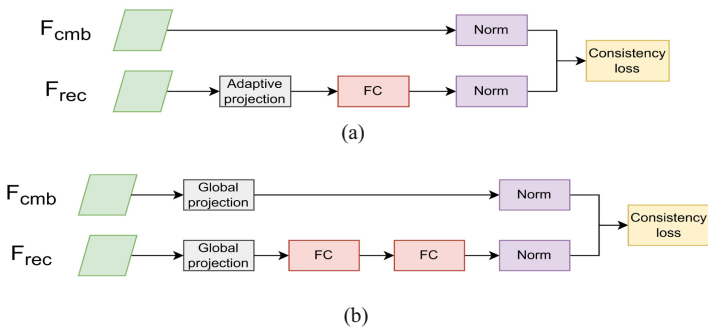 F_cmb
Norm
Consistency
loss
F_rec
Adaptive
projection
FC
Norm
(a)
F_cmb
Global
projection
Norm
Consistency
loss
F_rec
Global
projection
FC
FC
Norm
(b)